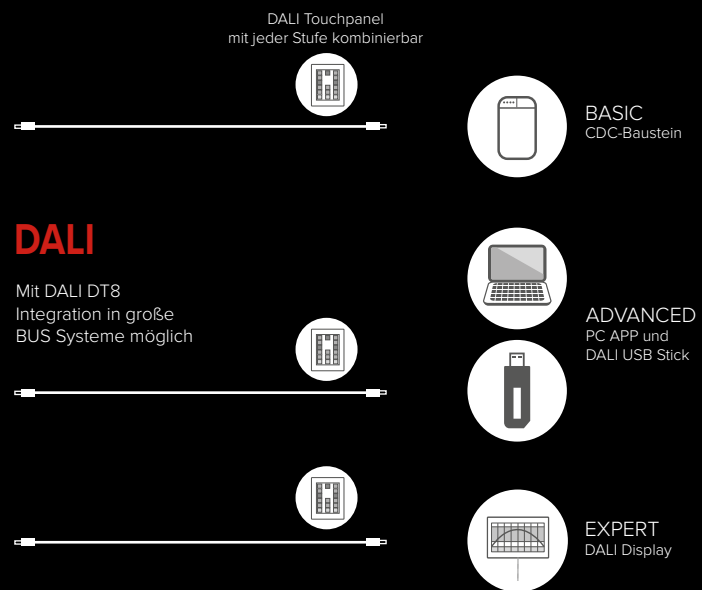 DALI Touchpanel
mit jeder Stufe kombinierbar
BASIC
CDC-Baustein
DALI
Mit DALI DT8
Integration in große
BUS Systeme möglich
ADVANCED
PC APP und
DALI USB Stick
EXPERT
DALI Display